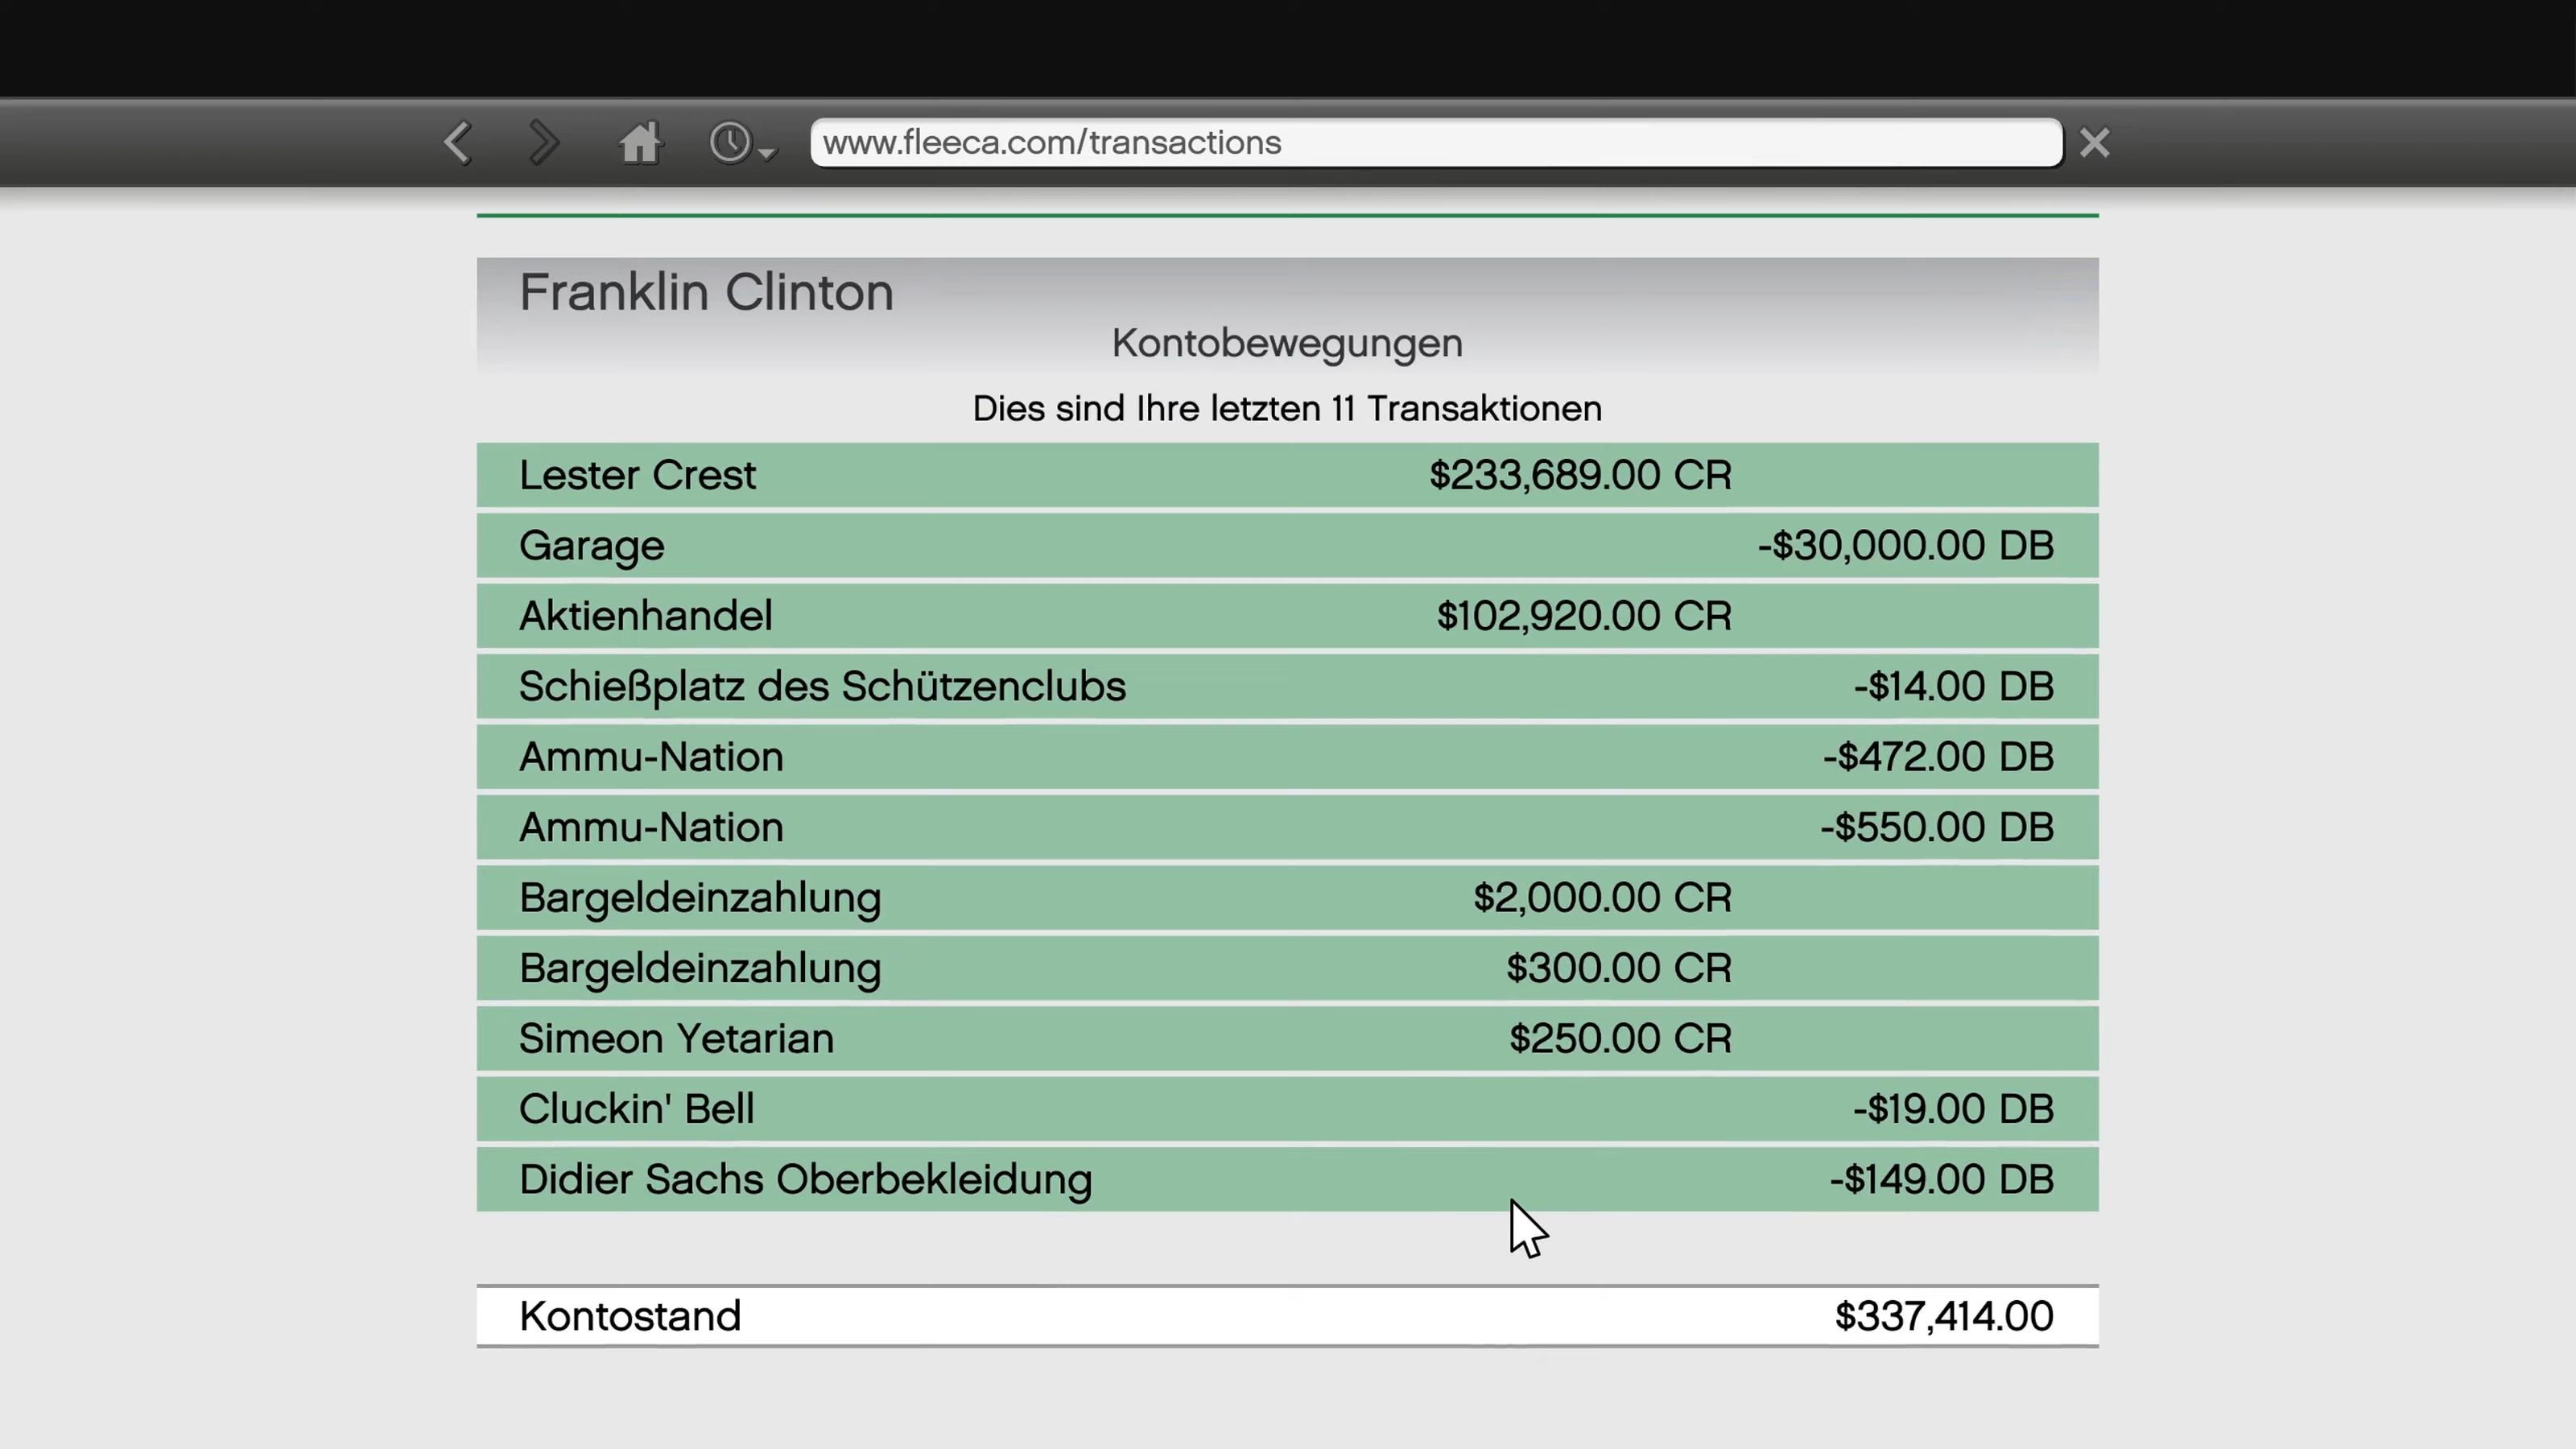 www.fleeca.com/transactions
Franklin Clinton
Kontobewegungen
Dies sind Ihre letzten 11 Transaktionen
Lester Crest $233,689.00 CR
Garage -$30,000.00 DB
Aktienhandel $102,920.00 CR
Schießplatz des Schützenclubs -$14.00 DB
Ammu-Nation -$472.00 DB
Ammu-Nation -$550.00 DB
Bargeldeinzahlung $2,000.00 CR
Bargeldeinzahlung $300.00 CR
Simeon Yetarian $250.00 CR
Cluckin' Bell -$19.00 DB
Didier Sachs Oberbekleidung -$149.00 DB
Kontostand $337,414.00